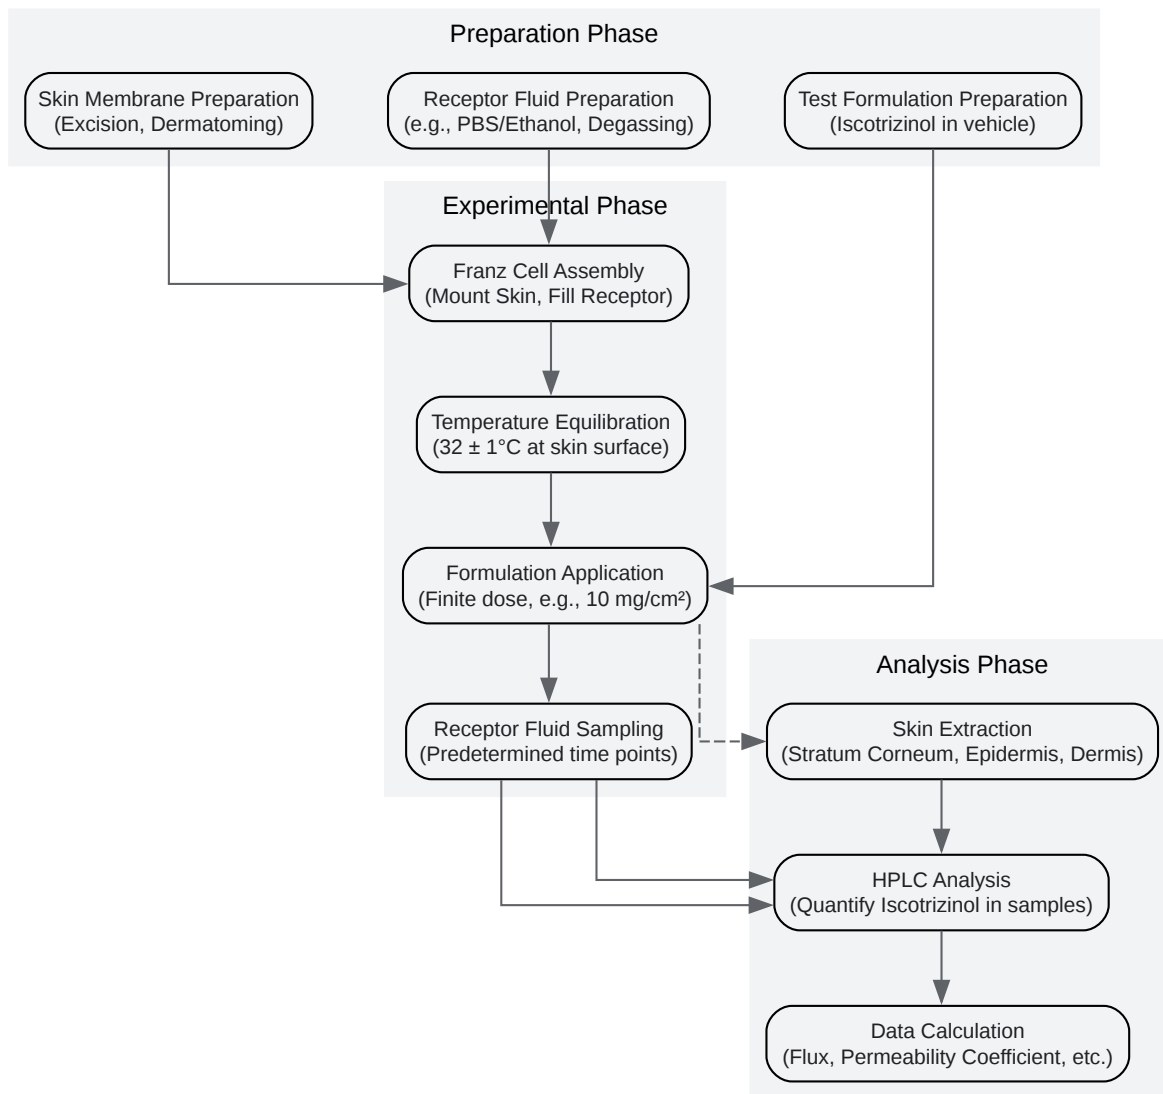 Preparation Phase
Skin Membrane Preparation
(Excision, Dermatoming)
Receptor Fluid Preparation
(e.g., PBS/Ethanol, Degassing)
Test Formulation Preparation
(Iscotrizinol in vehicle)
Experimental Phase
Franz Cell Assembly
(Mount Skin, Fill Receptor)
Temperature Equilibration
(32 ± 1°C at skin surface)
Formulation Application
(Finite dose, e.g., 10 mg/cm²)
Receptor Fluid Sampling
(Predetermined time points)
Analysis Phase
Skin Extraction
(Stratum Corneum, Epidermis, Dermis)
HPLC Analysis
(Quantify Iscotrizinol in samples)
Data Calculation
(Flux, Permeability Coefficient, etc.)